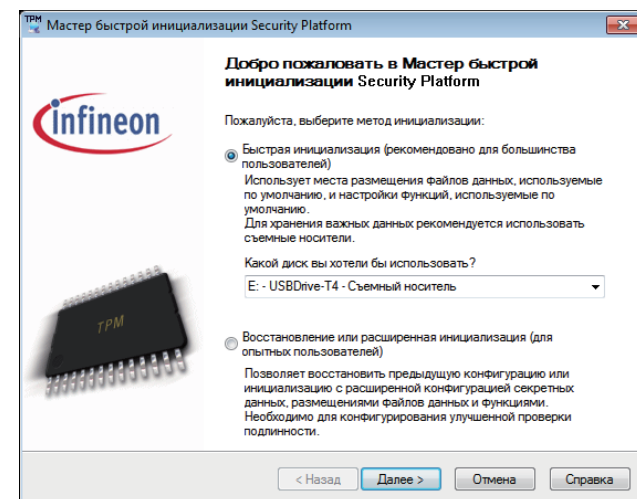 TPM Мастер быстрой инициализации Security Platform
Добро пожаловать в Мастер быстрой
инициализации Security Platform
infineon
Пожалуйста, выберите метод инициализации:
Быстрая инициализация (рекомендовано для большинства
пользователей)
Использует места размещения файлов данных, используемые
по умолчанию, и настройки функций, используемые по
умолчанию.
Для хранения важных данных рекомендуется использовать
съемные носители.
Какой диск вы хотели бы использовать?
E: - USBDrive-T4 - Съемный носитель
TPM
Восстановление или расширенная инициализация (для
опытных пользователей)
Позволяет восстановить предыдущую конфигурацию или
инициализацию с расширенной конфигурацией секретных
данных, размещениями файлов данных и функциями.
Необходимо для конфигурирования улучшенной проверки
подлинности.
< Назад Далее > Отмена Справка